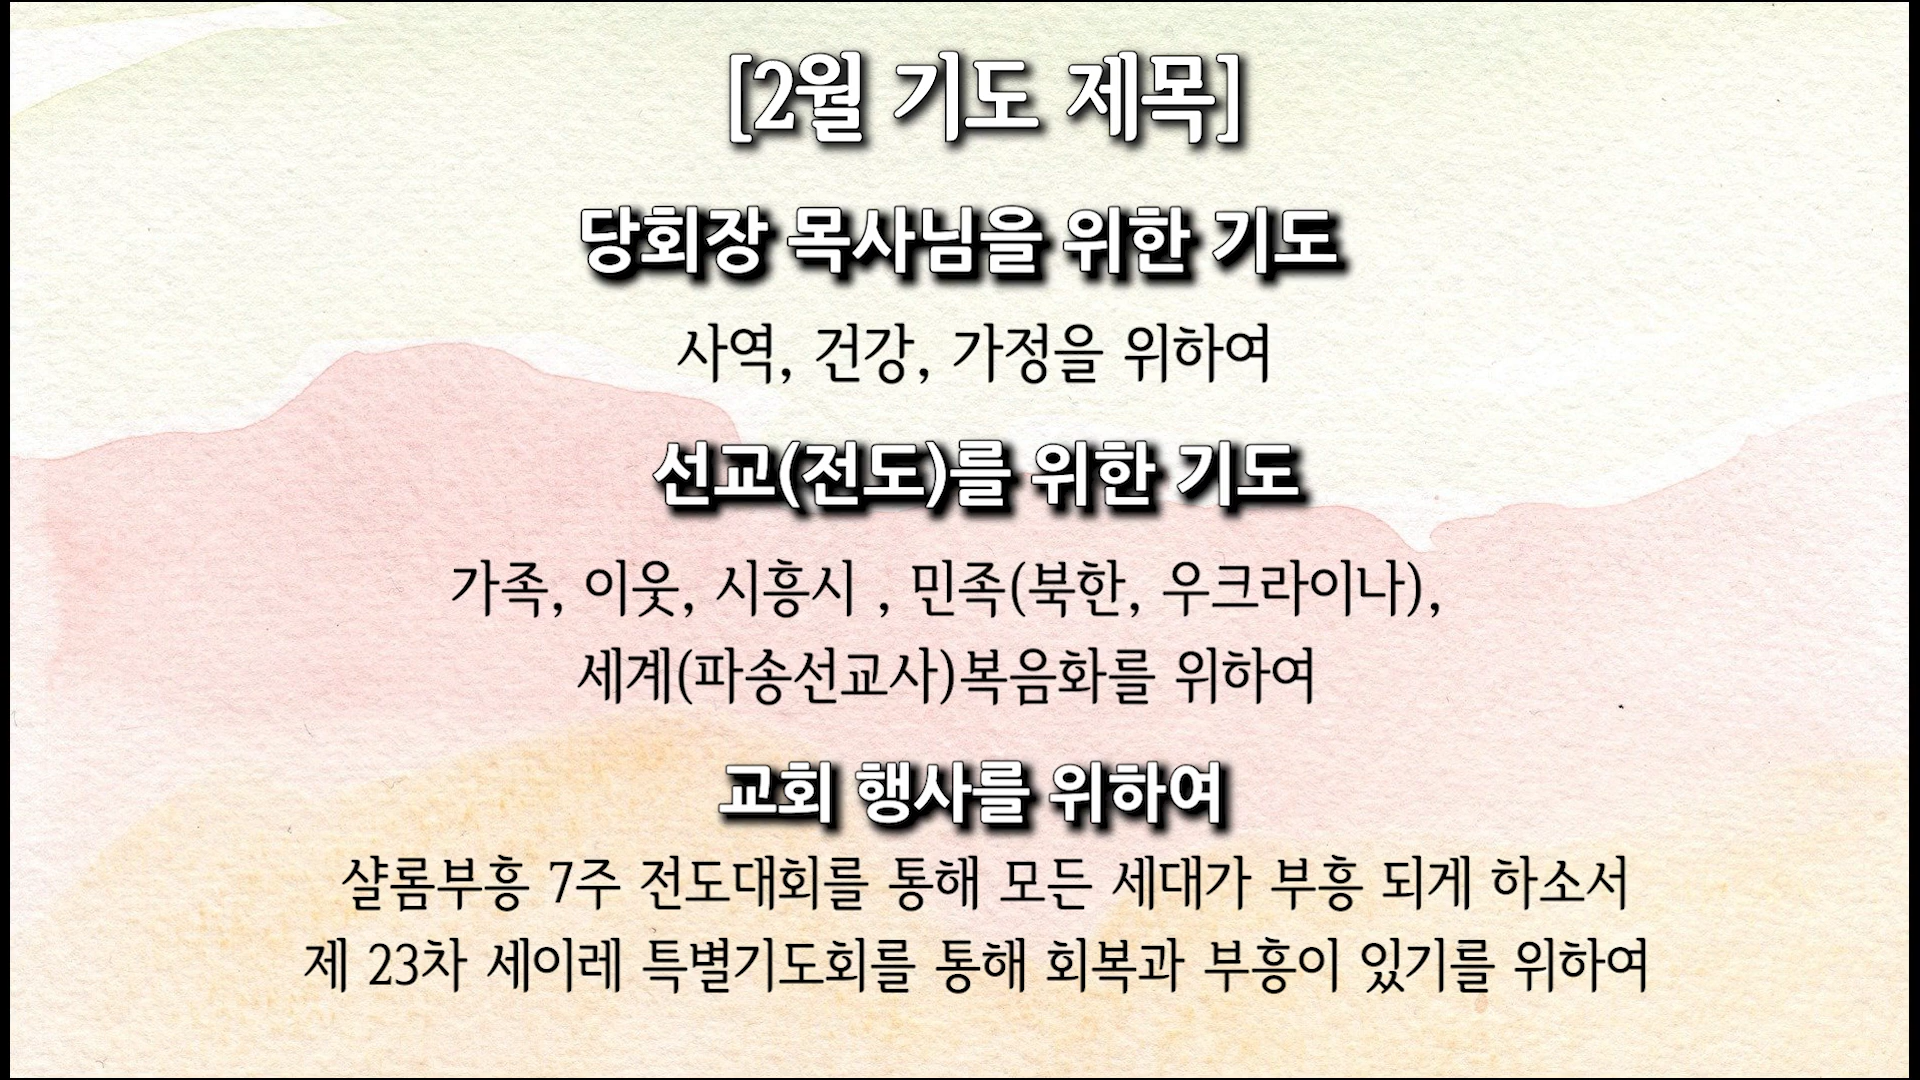 [2월 기도 제목]
당회장 목사님을 위한 기도
사역, 건강, 가정을 위하여
선교(전도)를 위한 기도
가족, 이웃, 시흥시 , 민족(북한, 우크라이나),
세계(파송선교사)복음화를 위하여
교회 행사를 위하여
샬롬부흥 7주 전도대회를 통해 모든 세대가 부흥 되게 하소서
제 23차 세이레 특별기도회를 통해 회복과 부흥이 있기를 위하여